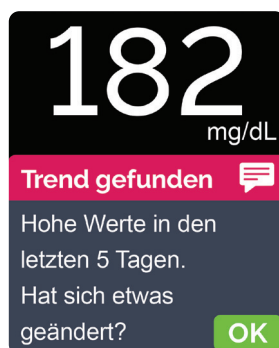 182
mg/dL
Trend gefunden
Hohe Werte in den
letzten 5 Tagen.
Hat sich etwas
geändert?
OK